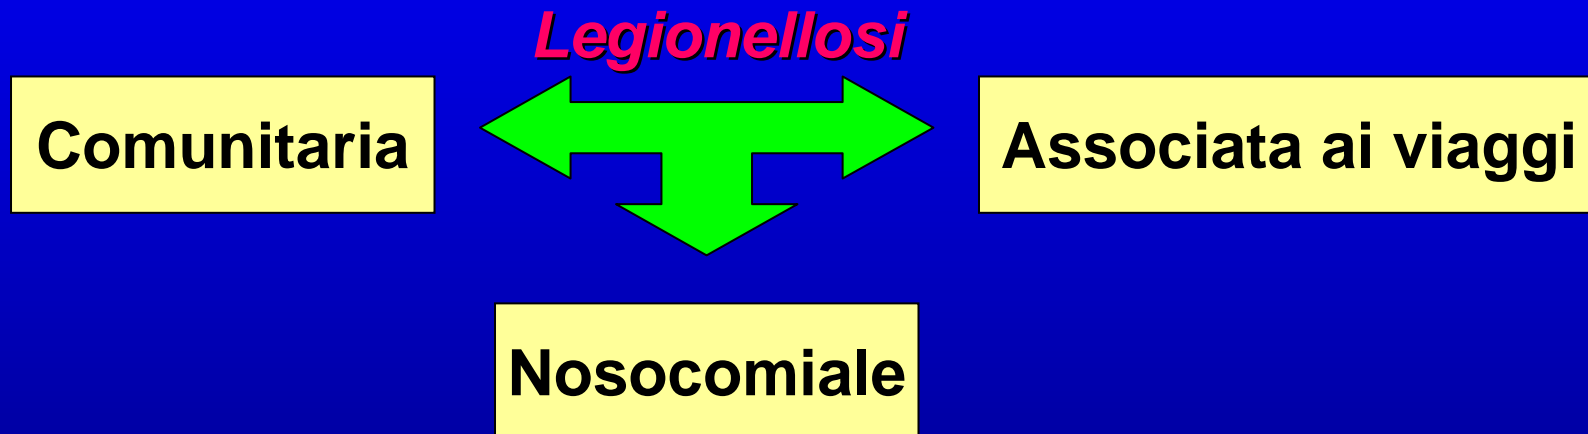 Legionellosi
Comunitaria
Associata ai viaggi
Nosocomiale